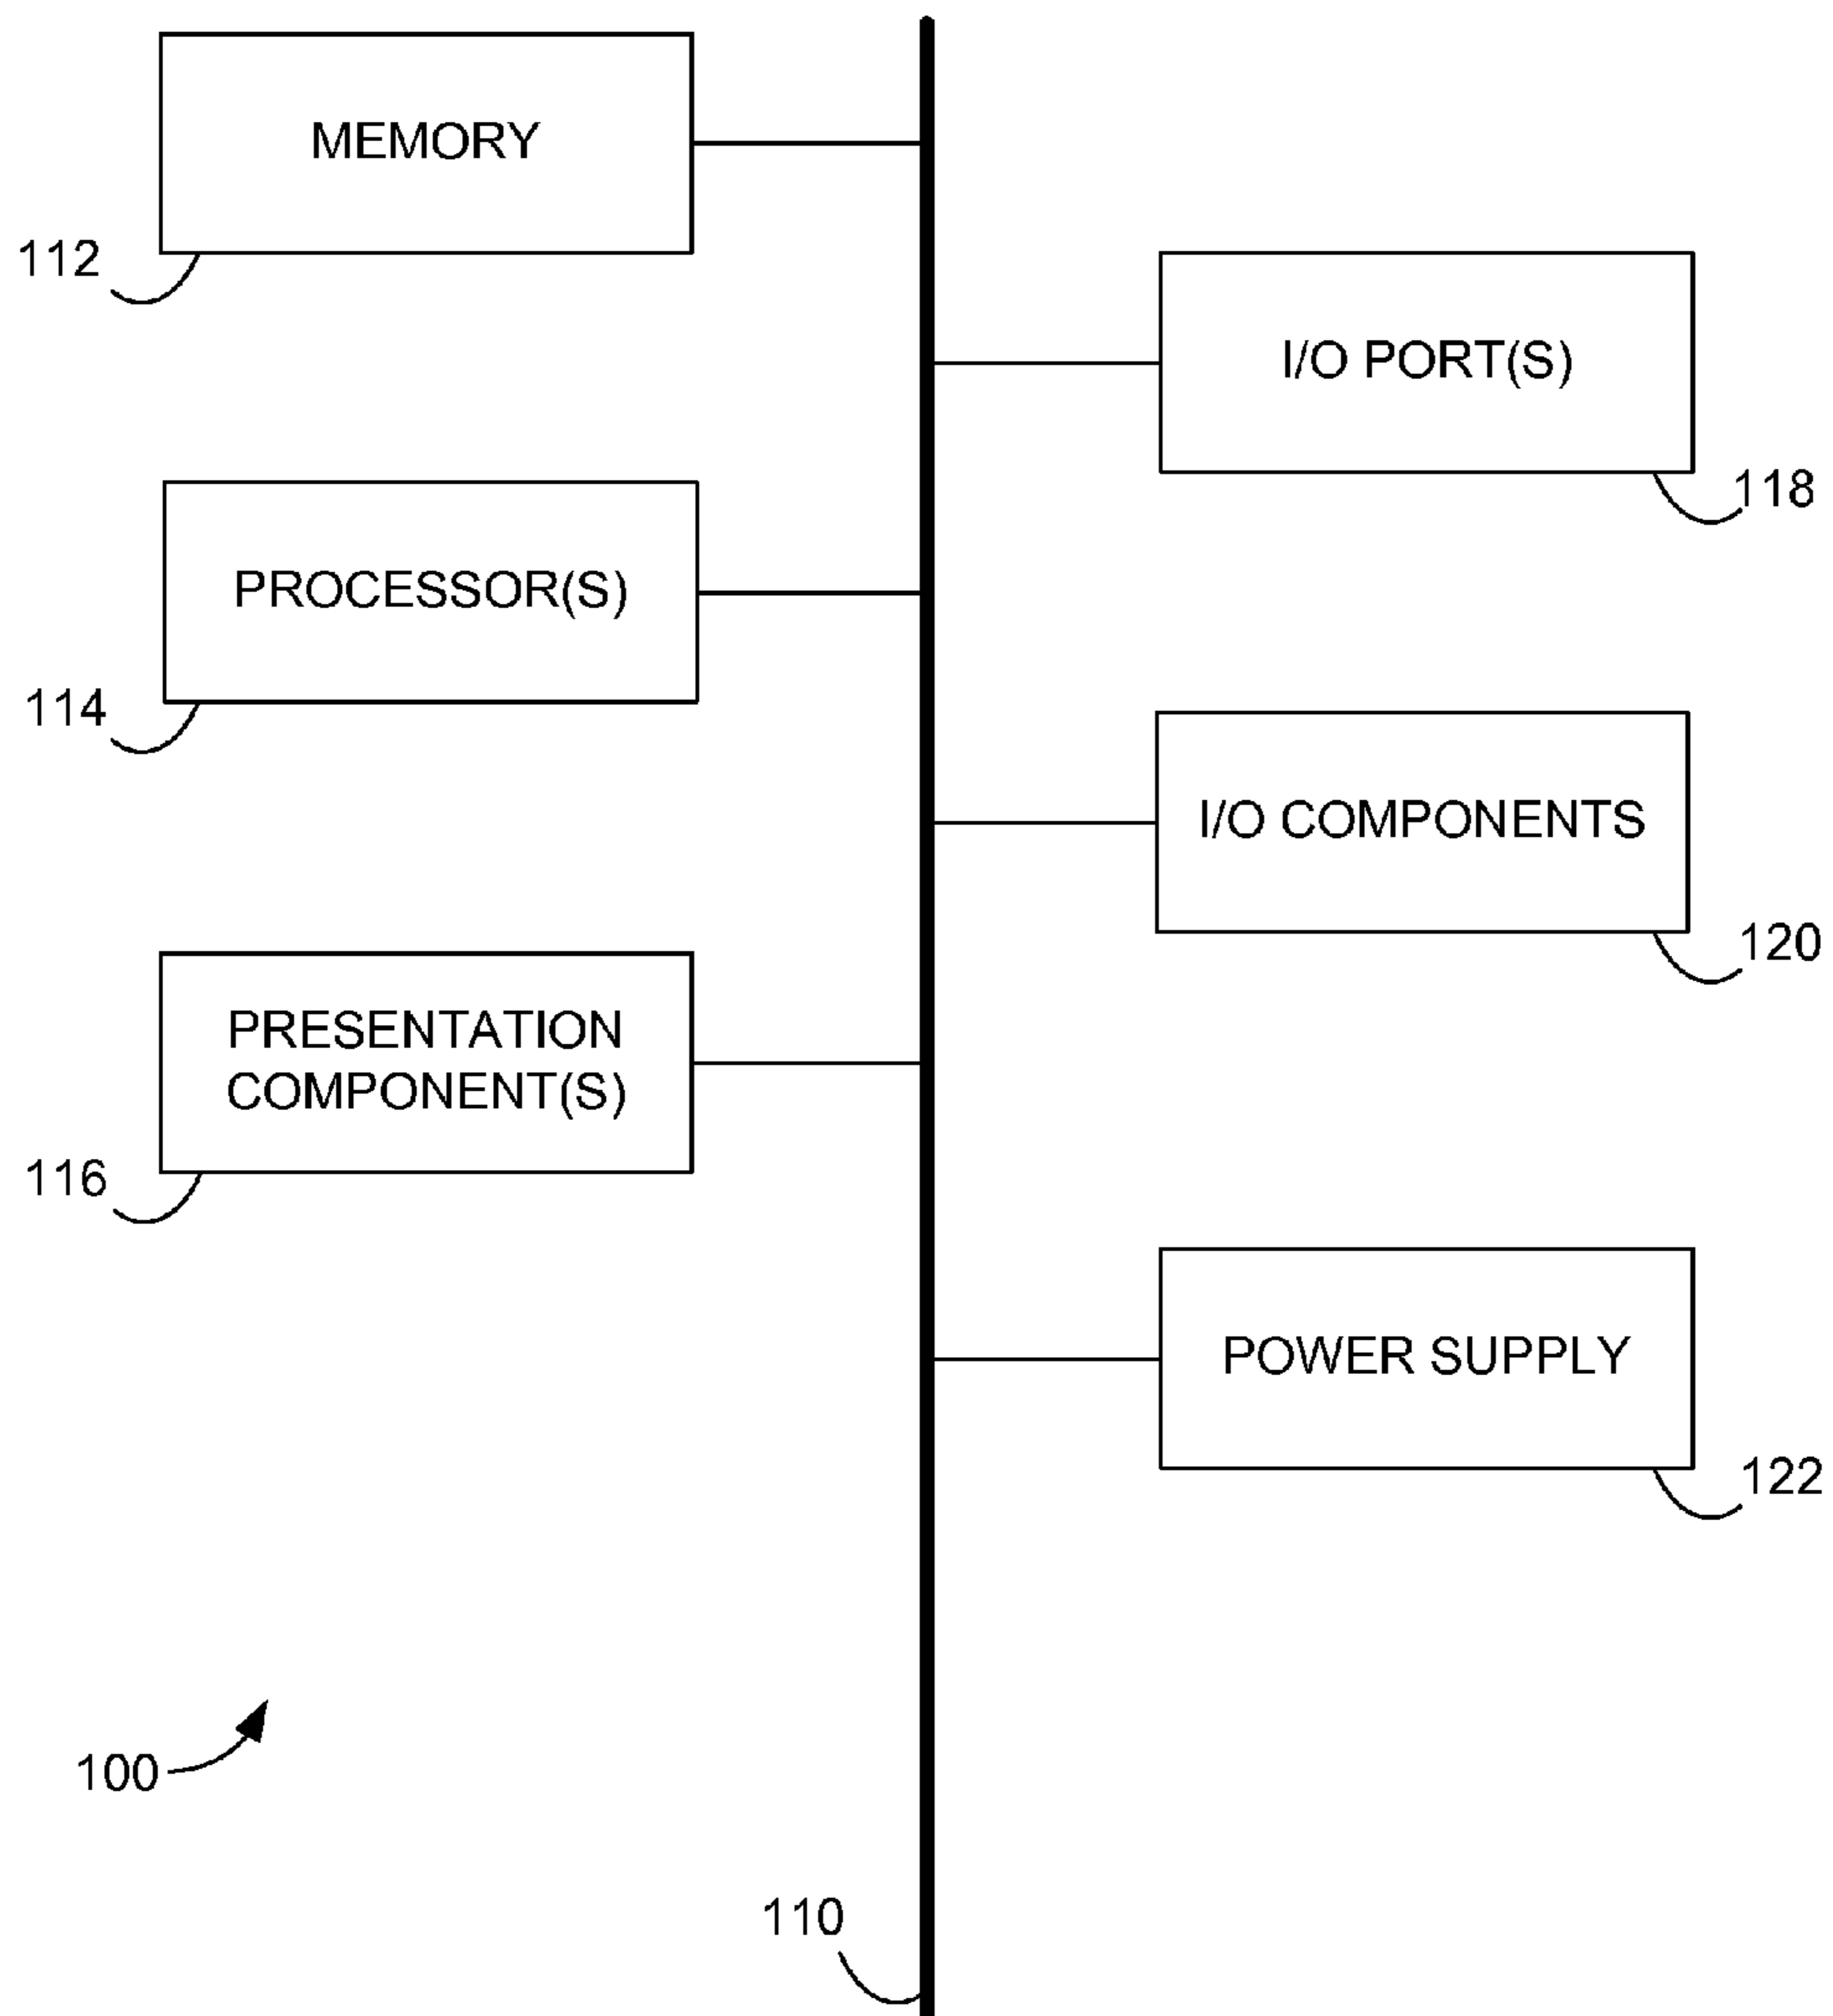 MEMORY
112
I/O PORT(S)
118
PROCESSOR(S)
114
I/O COMPONENTS
120
PRESENTATION
COMPONENT(S)
116
POWER SUPPLY
122
100
110